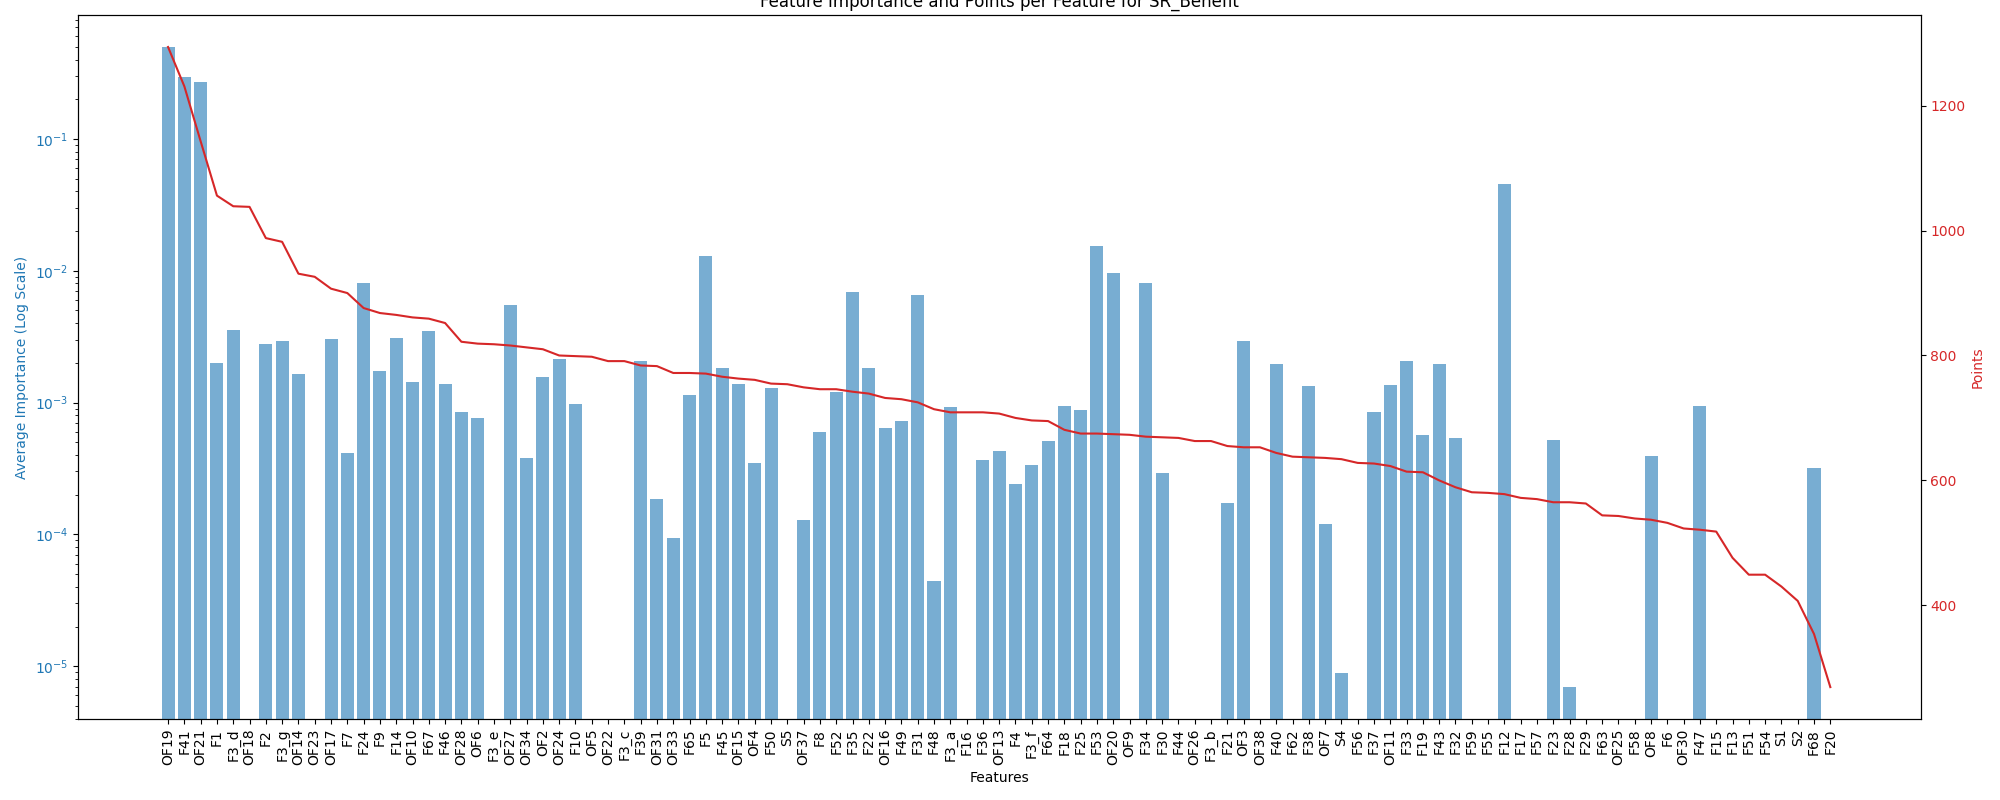 Feature Importance and Points per Feature for SR_Benefit
Average Importance (Log Scale)
10⁻¹
10⁻²
10⁻³
10⁻⁴
10⁻⁵
1200
1000
800
600
400
Points
OF19
F41
OF21
F1
F3_d
OF18
F2
F3_g
OF14
OF23
OF17
F7
F24
F9
F14
OF10
F67
F46
OF28
OF6
F3_e
OF27
OF34
OF2
OF24
F10
OF5
OF22
F3_c
F39
OF31
OF33
F65
F5
F45
OF15
OF4
F50
S5
OF37
F8
F52
F35
F22
OF16
F49
F31
F48
F3_a
F16
F36
OF13
F4
F3_f
F64
F18
F25
F53
OF20
OF9
F34
F30
F44
OF26
F3_b
F21
OF3
OF38
F40
F62
F38
OF7
S4
F56
F37
OF11
F33
F19
F43
F32
F59
F55
F12
F17
F57
F23
F28
F29
F63
OF25
F58
OF8
F6
OF30
F47
F15
F13
F51
F54
S1
S2
F68
F20
Features